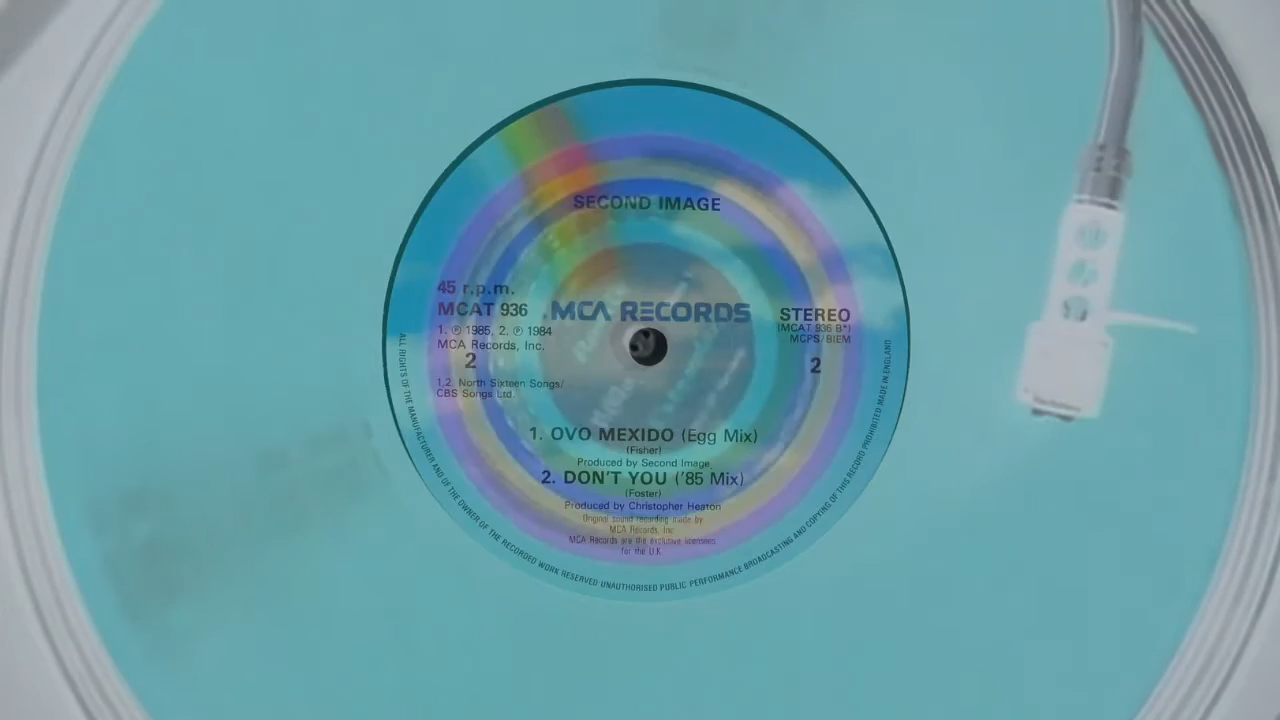 SECOND IMAGE
45 r.p.m.
MCAT 936
MCA RECORDS
STEREO
(MCAT 936 B*)
MCPS/BIEM
1. ℗ 1985, 2. ℗ 1984
MCA Records, Inc.
2
2
1,2. North Sixteen Songs/
CBS Songs Ltd.
1. OVO MEXIDO (Egg Mix)
(Fisher)
Produced by Second Image
2. DON'T YOU ('85 Mix)
(Foster)
Produced by Christopher Heaton
Original sound recording made by
MCA Records, Inc
MCA Records are the exclusive licensees
for the U.K
ALL RIGHTS OF THE MANUFACTURER AND OF THE OWNER OF THE RECORDED WORK RESERVED UNAUTHORISED PUBLIC PERFORMANCE BROADCASTING AND COPYING OF THIS RECORD PROHIBITED MADE IN ENGLAND